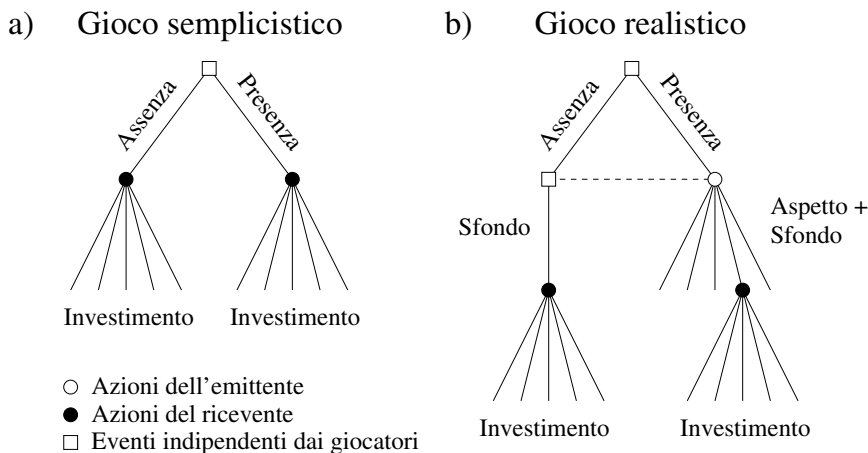 a) Gioco semplicistico
Assenza
Presenza
Investimento
Investimento
Azioni dell'emittente
Azioni del ricevente
Eventi indipendenti dai giocatori
b) Gioco realistico
Assenza
Presenza
Sfondo
Aspetto +
Sfondo
Investimento
Investimento